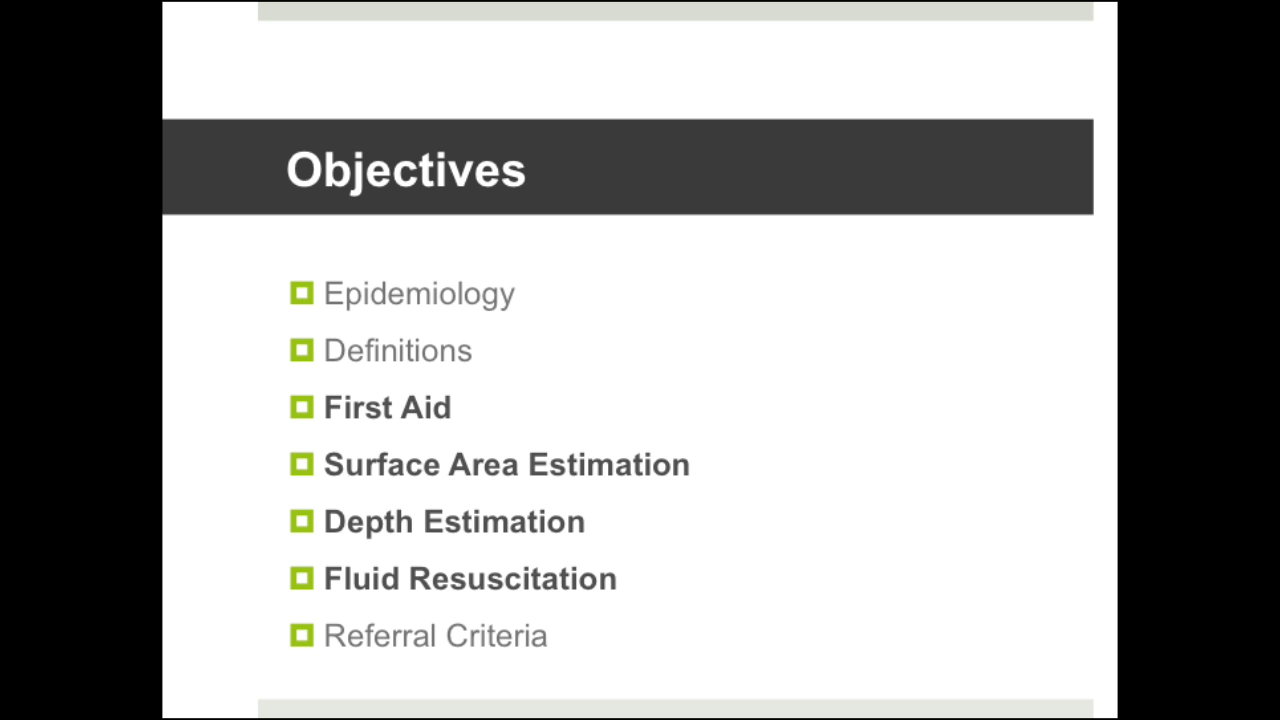 Objectives
Epidemiology
Definitions
First Aid
Surface Area Estimation
Depth Estimation
Fluid Resuscitation
Referral Criteria